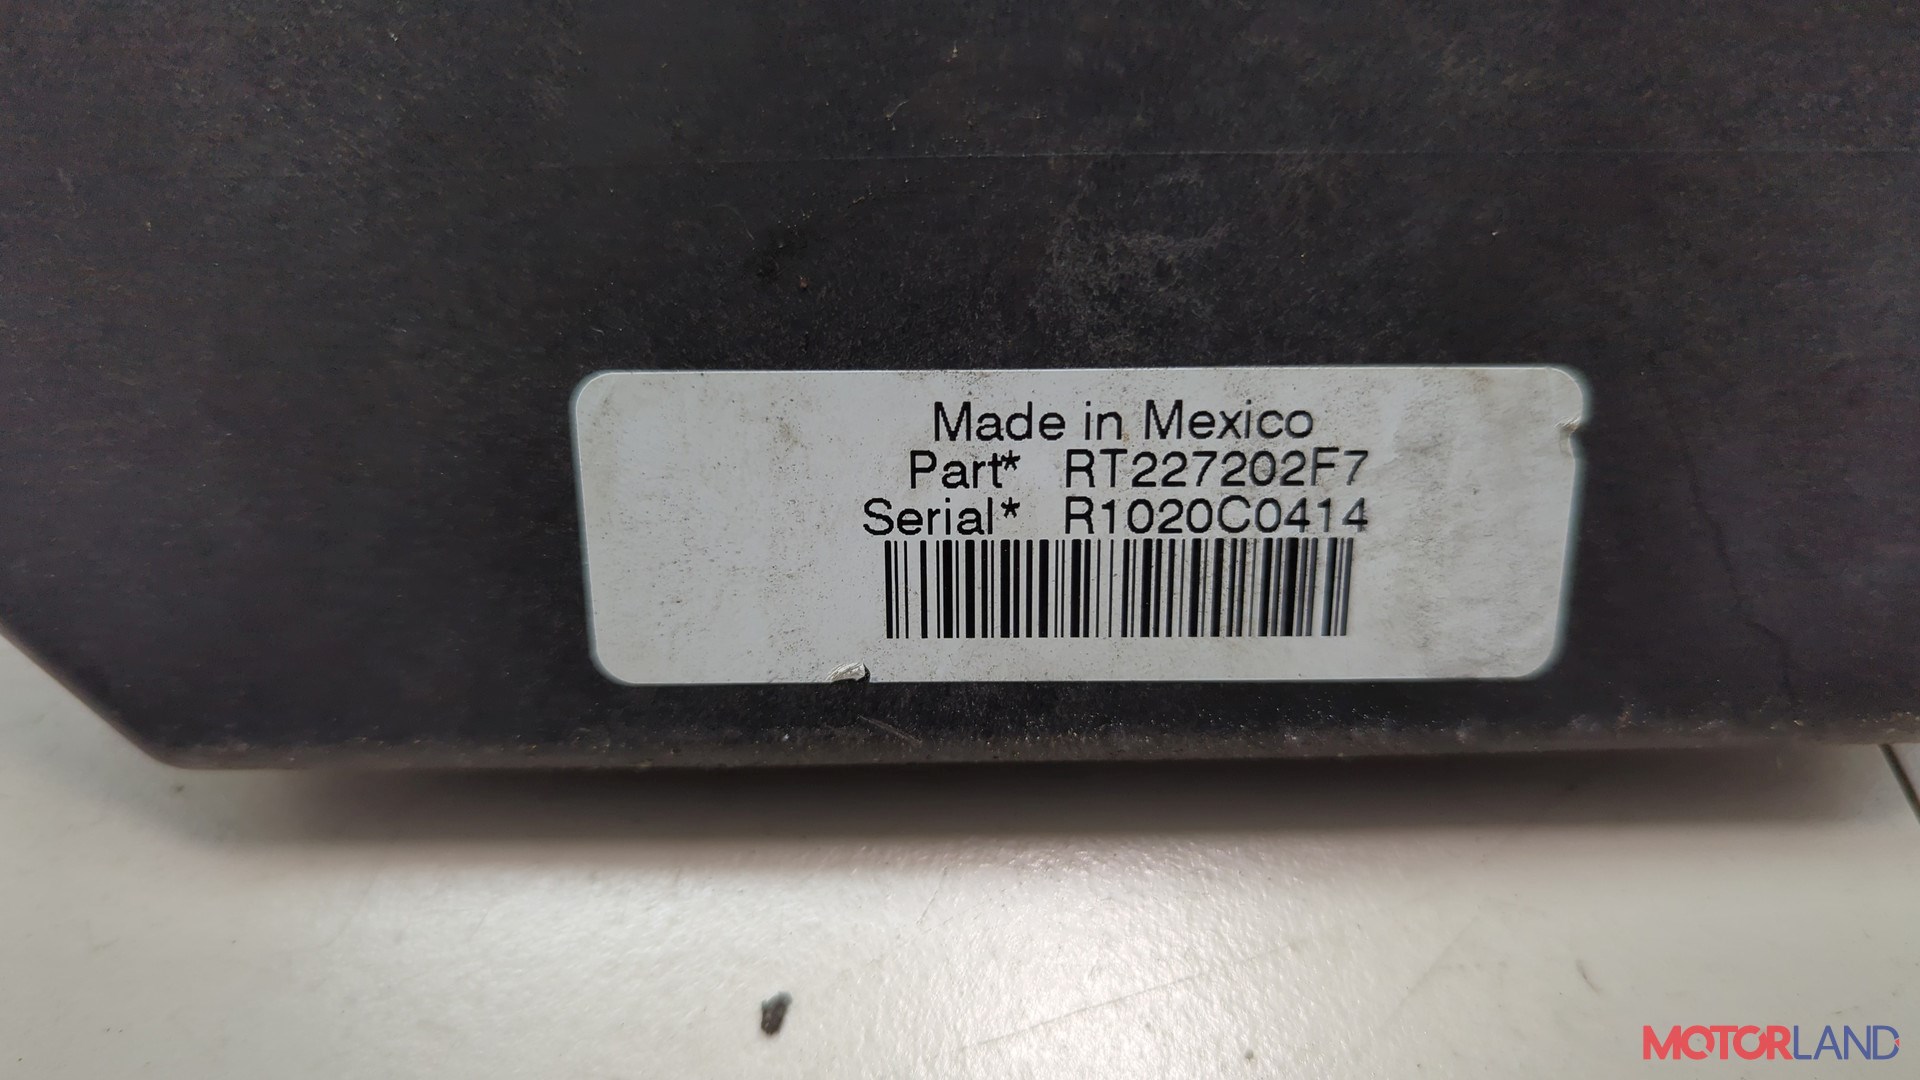 Made in Mexico
Part* RT227202F7
Serial* R1020C0414
MOTORLAND